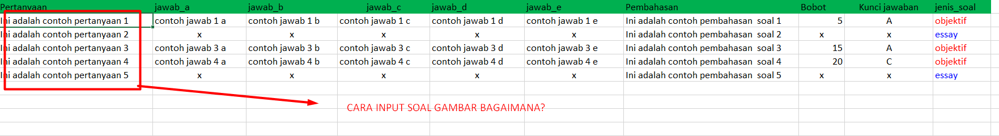 Pertanyaan jawab_a jawab_b jawab_c jawab_d jawab_e Pembahasan Bobot Kunci jawaban jenis_soal
Ini adalah contoh pertanyaan 1 contoh jawab 1 a contoh jawab 1 b contoh jawab 1 c contoh jawab 1 d contoh jawab 1 e Ini adalah contoh pembahasan soal 1 5 A objektif
Ini adalah contoh pertanyaan 2 x x x x x Ini adalah contoh pembahasan soal 2 x x essay
Ini adalah contoh pertanyaan 3 contoh jawab 3 a contoh jawab 3 b contoh jawab 3 c contoh jawab 3 d contoh jawab 3 e Ini adalah contoh pembahasan soal 3 15 A objektif
Ini adalah contoh pertanyaan 4 contoh jawab 4 a contoh jawab 4 b contoh jawab 4 c contoh jawab 4 d contoh jawab 4 e Ini adalah contoh pembahasan soal 4 20 C objektif
Ini adalah contoh pertanyaan 5 x x x x x Ini adalah contoh pembahasan soal 5 x x essay
CARA INPUT SOAL GAMBAR BAGAIMANA?